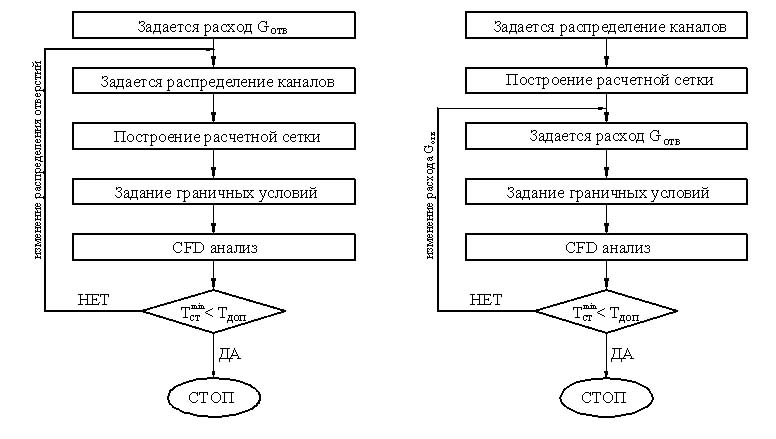 Задается расход Gотв
Задается распределение каналов
Построение расчетной сетки
Задание граничных условий
CFD анализ
Tстmin < Tдоп
НЕТ
ДА
СТОП
изменение распределения отверстий
Задается распределение каналов
Построение расчетной сетки
Задается расход Gотв
Задание граничных условий
CFD анализ
Tстmin < Tдоп
НЕТ
ДА
СТОП
изменение расхода Gотв